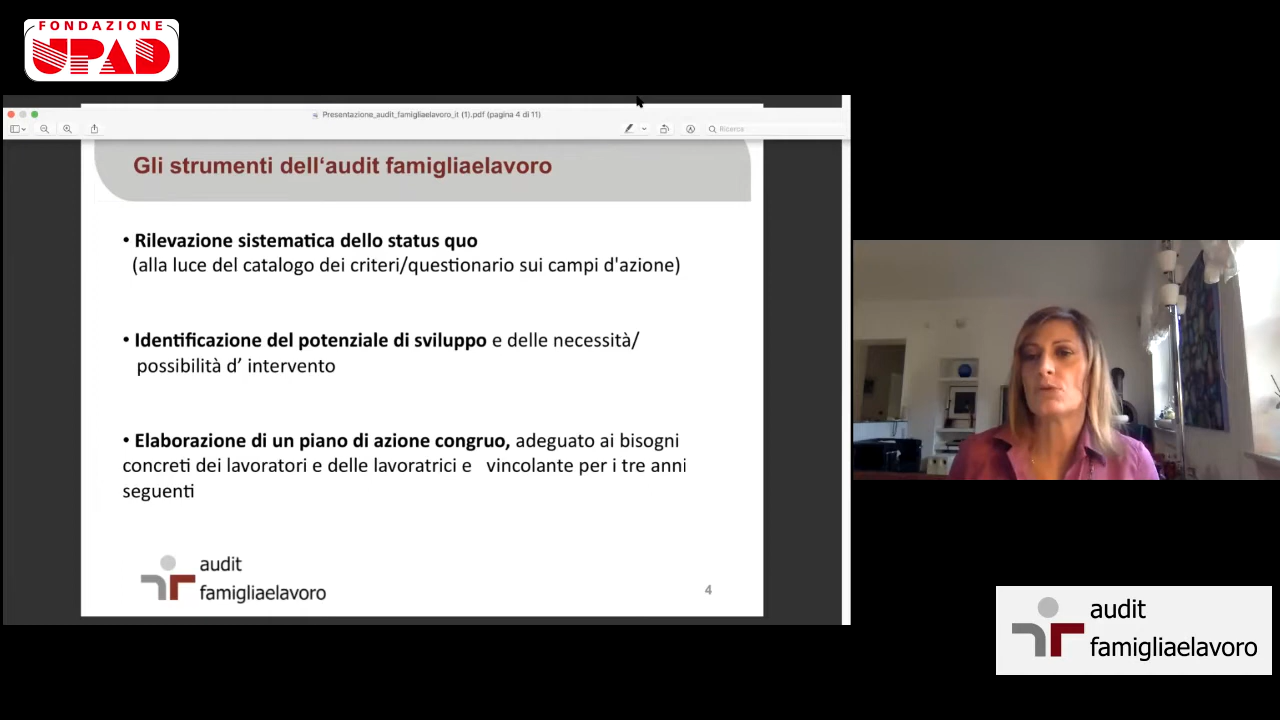 FONDAZIONE
UPAD
Presentazione_audit_famigliaelavoro_it (1).pdf (pagina 4 di 11)
Ricerca
Gli strumenti dell‘audit famigliaelavoro
• Rilevazione sistematica dello status quo
(alla luce del catalogo dei criteri/questionario sui campi d'azione)
• Identificazione del potenziale di sviluppo e delle necessità/
possibilità d’ intervento
• Elaborazione di un piano di azione congruo, adeguato ai bisogni
concreti dei lavoratori e delle lavoratrici e vincolante per i tre anni
seguenti
audit
famigliaelavoro
4
audit
famigliaelavoro